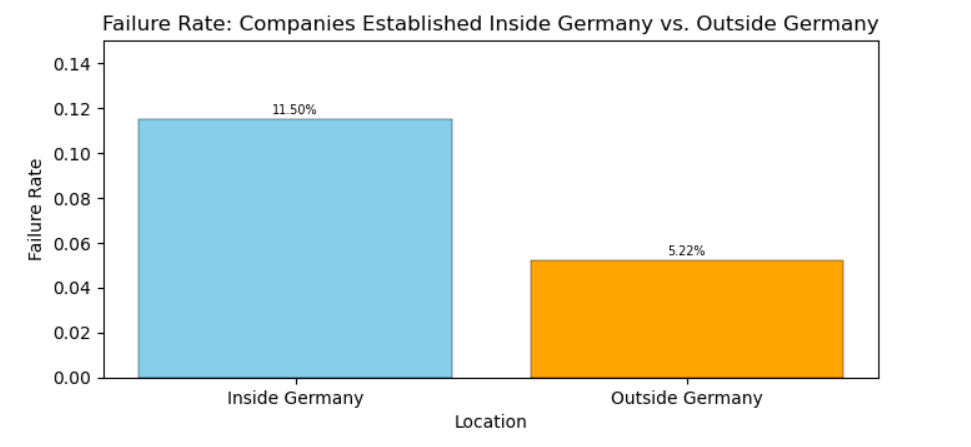 Failure Rate: Companies Established Inside Germany vs. Outside Germany
0.14
0.12
0.10
0.08
0.06
0.04
0.02
0.00
Failure Rate
11.50%
5.22%
Inside Germany
Outside Germany
Location